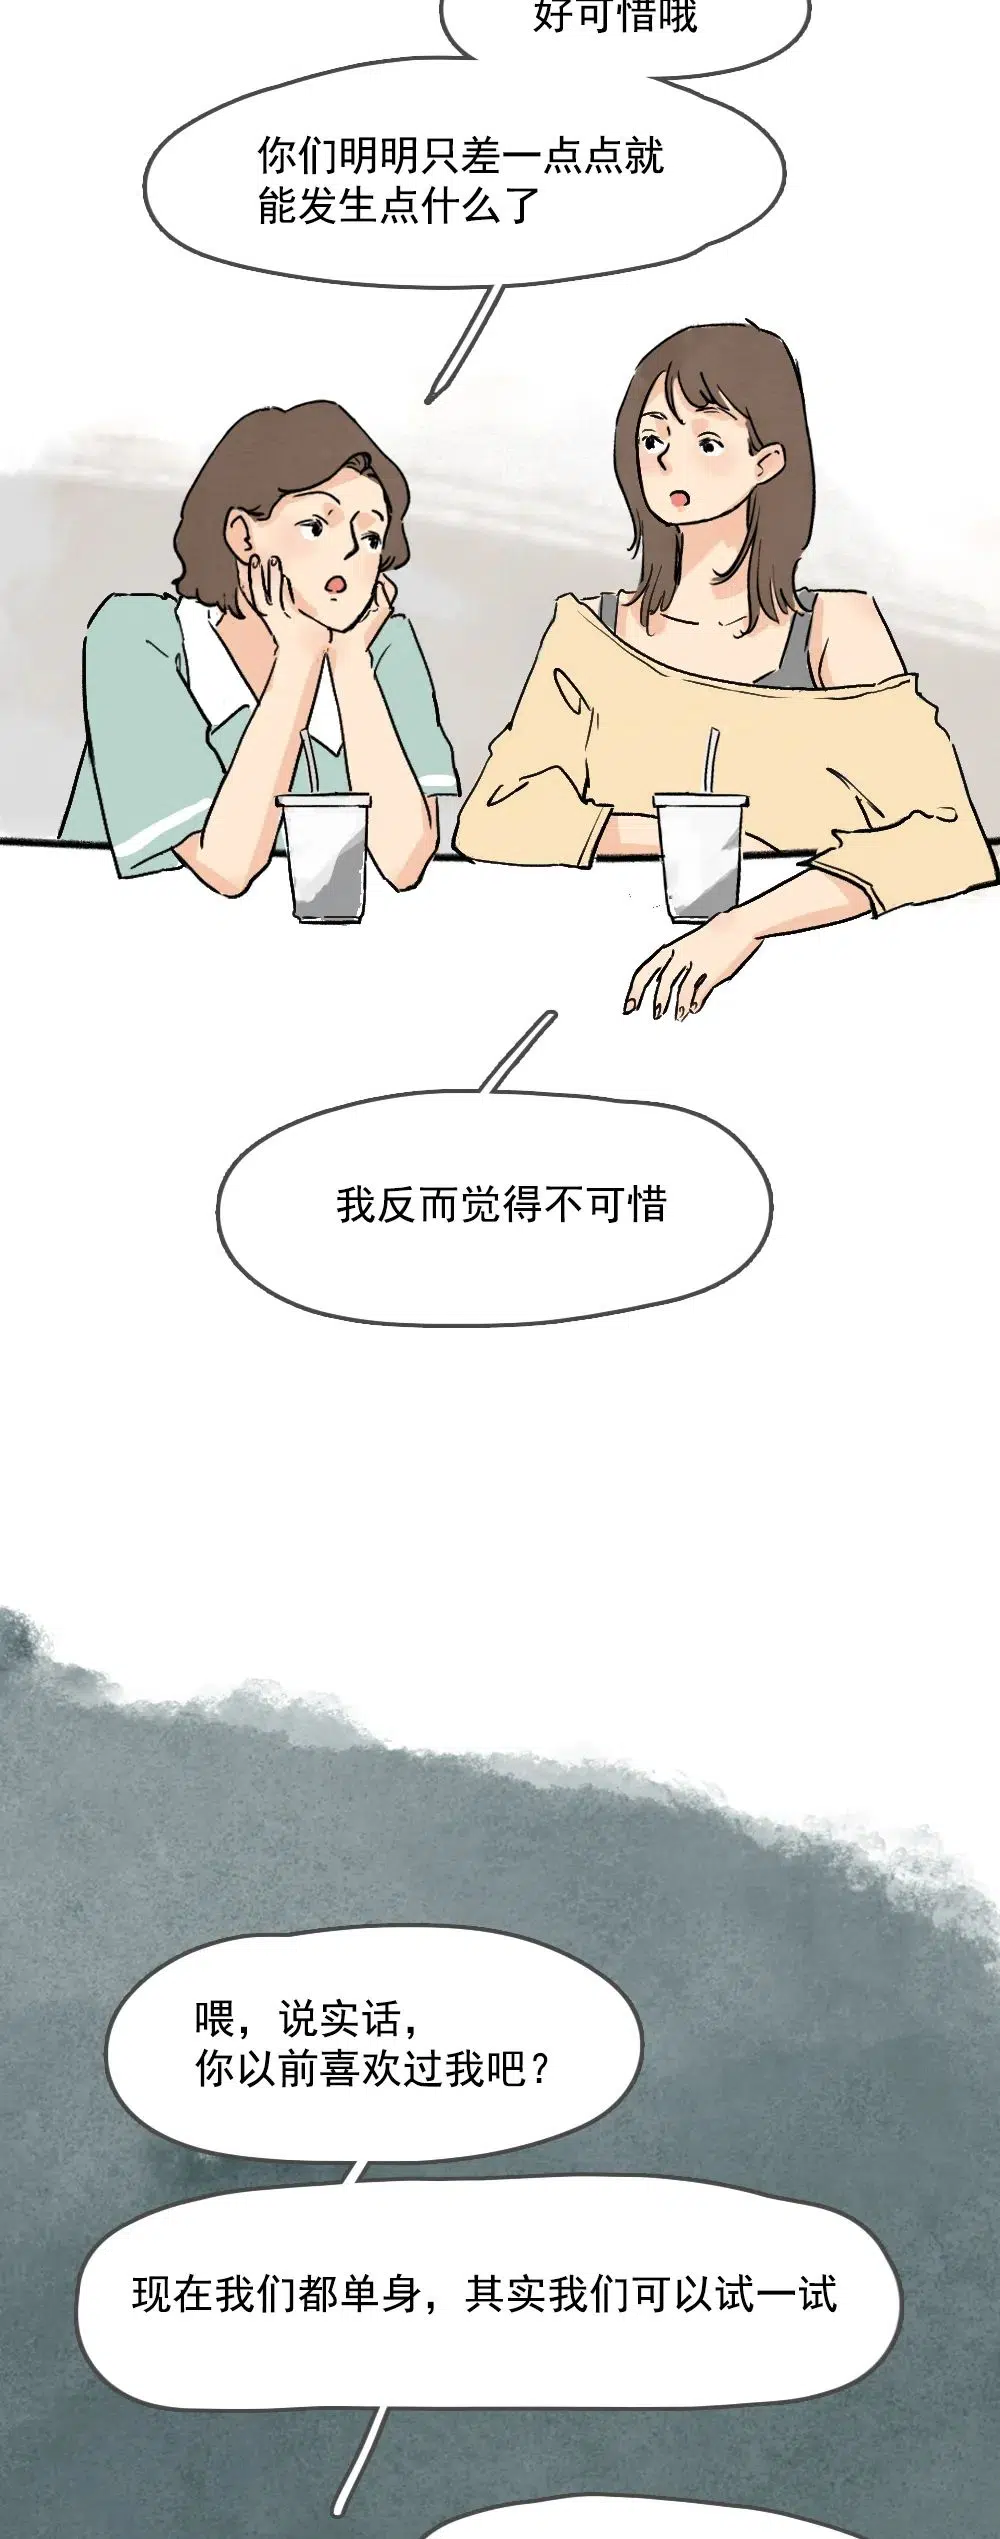 好可惜哦
你们明明只差一点点就
能发生点什么了
我反而觉得不可惜
喂，说实话，
你以前喜欢过我吧？
现在我们都单身，其实我们可以试一试